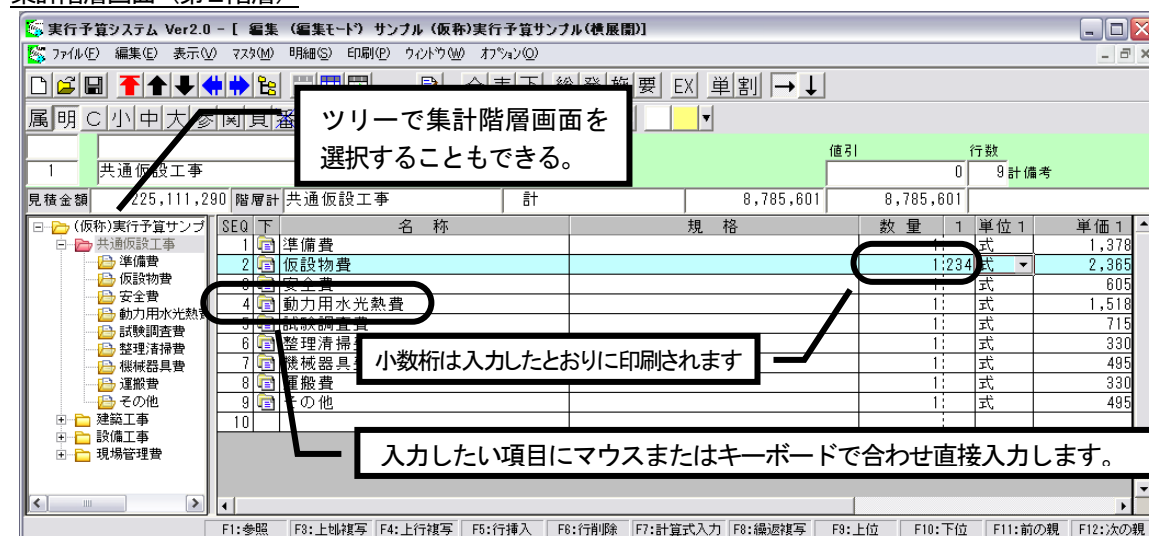 実行予算システム Ver2.0 - [ 編集 (編集モード) サンプル (仮称)実行予算サンプル(横展開)]
ファイル(F) 編集(E) 表示(V) マスタ(M) 明細(S) 印刷(P) ウィンドウ(W) オプション(O)
要 EX 単 割 → ↓
属 明 C 小 中 大 参 関 頁
ツリーで集計階層画面を
選択することもできる。
値引 行数
1 共通仮設工事 0 9 計備考
見積金額 225,111,290 階層計 共通仮設工事 計 8,785,601 8,785,601
(仮称)実行予算サンプ
共通仮設工事
準備費
仮設物費
安全費
動力用水光熱
試験調査費
整理清掃費
機械器具費
運搬費
その他
建築工事
設備工事
現場管理費
SEQ 下 名 称 規 格 数 量 1 単位 1 単価 1
1 準備費 1 式 1,378
2 仮設物費 1 234 式 2,365
3 安全費 1 式 605
4 動力用水光熱費 1 式 1,518
5 試験調査費 1 式 715
6 整理清掃 1 式 330
7 機械器具 1 式 495
8 運搬費 1 式 330
9 その他 1 式 495
10
小数桁は入力したとおりに印刷されます
入力したい項目にマウスまたはキーボードで合わせ直接入力します。
F1:参照 F3:上セル複写 F4:上行複写 F5:行挿入 F6:行削除 F7:計算式入力 F8:繰返複写 F9:上位 F10:下位 F11:前の親 F12:次の親